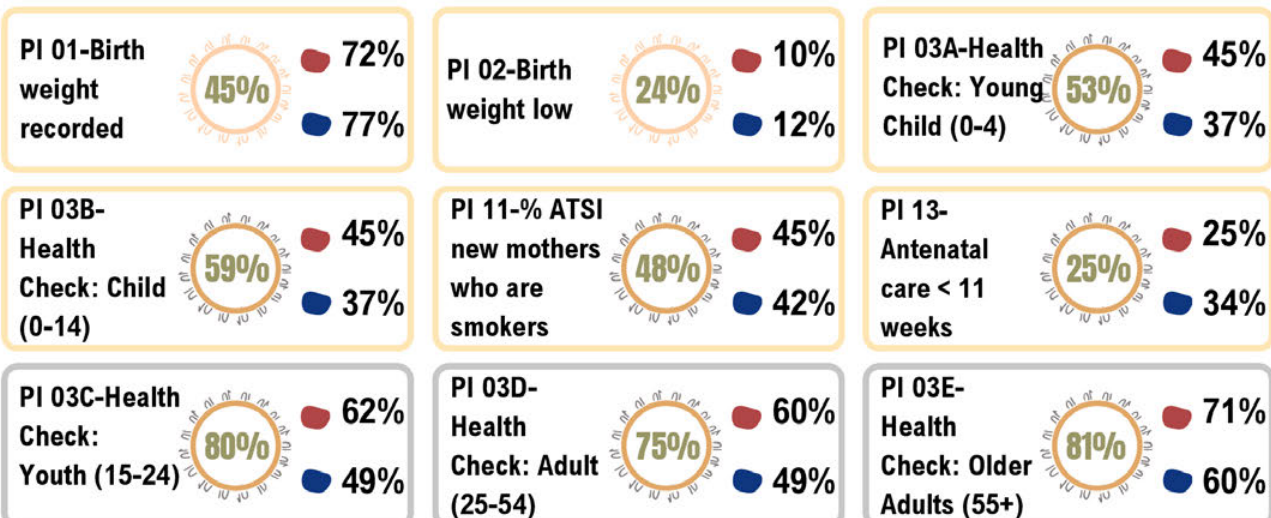 PI 01-Birth
weight
recorded
45%
72%
77%
PI 02-Birth
weight low
24%
10%
12%
PI 03A-Health
Check: Young
Child (0-4)
53%
45%
37%
PI 03B-
Health
Check: Child
(0-14)
59%
45%
37%
PI 11-% ATSI
new mothers
who are
smokers
48%
45%
42%
PI 13-
Antenatal
care < 11
weeks
25%
25%
34%
PI 03C-Health
Check:
Youth (15-24)
80%
62%
49%
PI 03D-
Health
Check: Adult
(25-54)
75%
60%
49%
PI 03E-
Health
Check: Older
Adults (55+)
81%
71%
60%